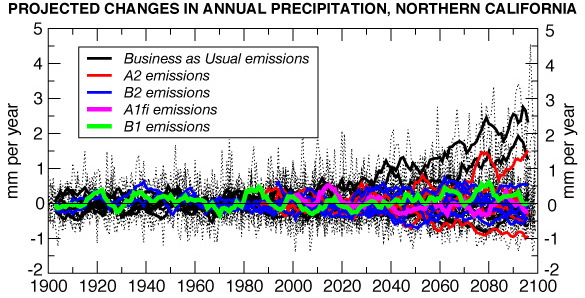 PROJECTED CHANGES IN ANNUAL PRECIPITATION, NORTHERN CALIFORNIA
5
4
3
2
1
0
-1
-2
mm per year
Business as Usual emissions
A2 emissions
B2 emissions
A1fi emissions
B1 emissions
5
4
3
2
1
0
-1
-2
mm per year
1900 1920 1940 1960 1980 2000 2020 2040 2060 2080 2100